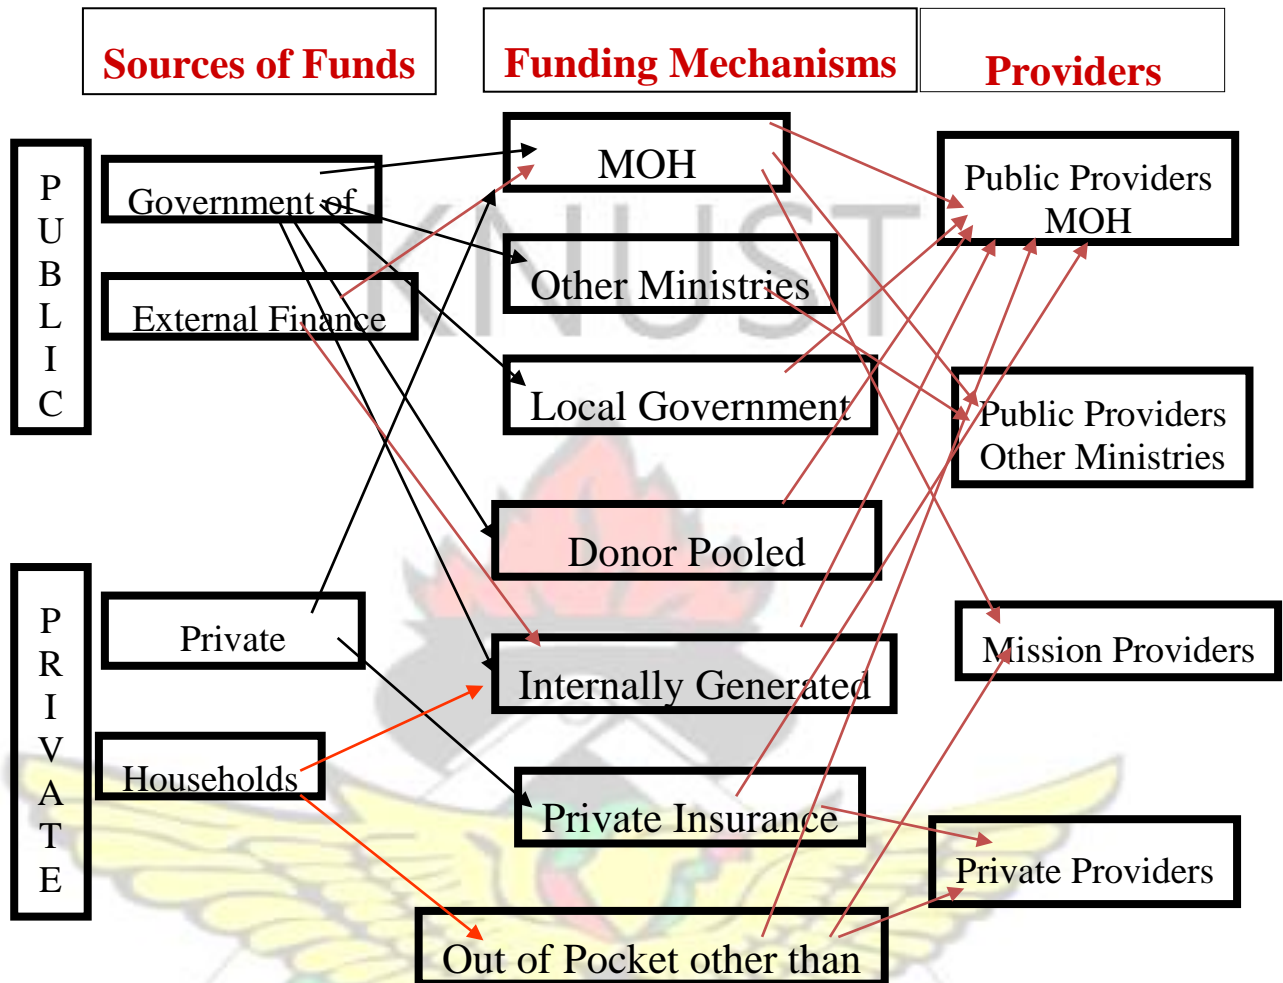 Sources of Funds
Funding Mechanisms
Providers
PUBLIC
Government of
External Finance
PRIVATE
Private
Households
MOH
Other Ministries
Local Government
Donor Pooled
Internally Generated
Private Insurance
Out of Pocket other than
Public Providers
MOH
Public Providers
Other Ministries
Mission Providers
Private Providers
KNUST